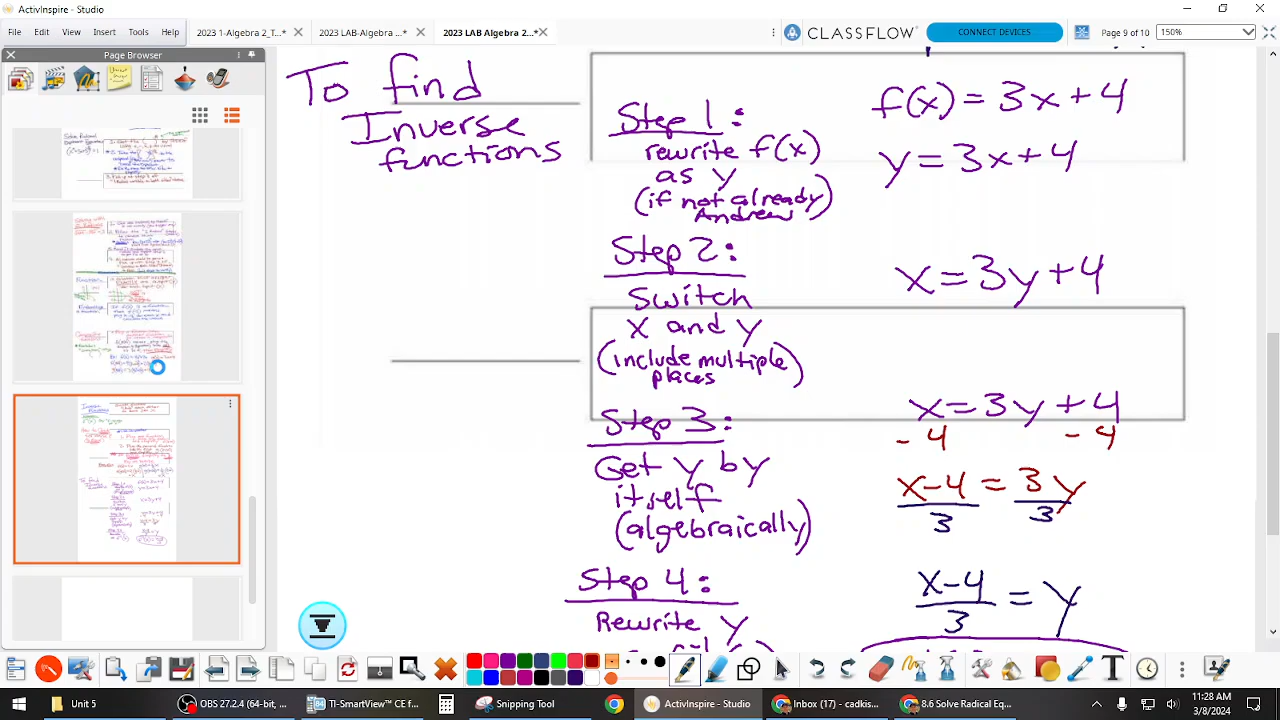 ActivInspire - Studio
File Edit View Insert Tools Help
2023 1-Algebra 2_T...*
2023 LAB
2023 LAB Algebra 2...*
CLASSFLOW
CONNECT DEVICES
Page 9 of 10
150%
Page Browser
To find
Inverse
functions
Step 1:
rewrite f(x)
as y
(if not already
Andrew)
f(x) = 3x+4
y = 3x+4
Step 2:
Switch
x and y
(include multiple
places)
x = 3y+4
Step 3:
Get y by
itself
(algebraically)
x = 3y+4
-4 -4
x-4 = 3y
3 3
Step 4:
Rewrite y
x-4 = y
3
Unit 5
OBS 27.2.4 (64-bit, ...
TI-SmartView™ CE F...
Snipping Tool
ActivInspire - Studio
Inbox (17) - cadkis...
8.6 Solve Radical Eq...
11:28 AM
3/8/2024